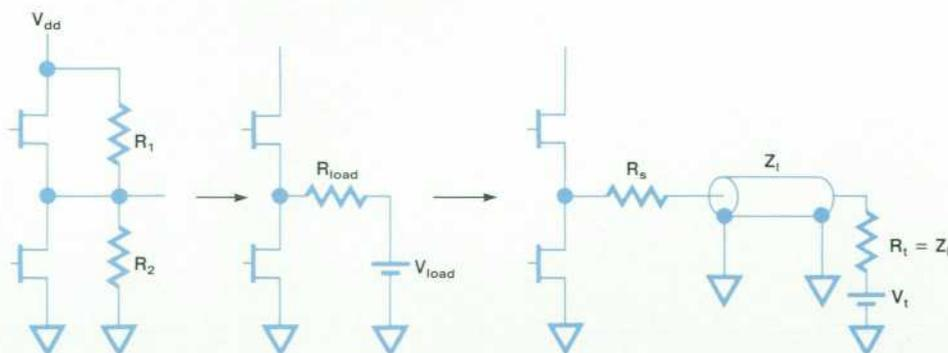 V_dd
R_1
R_2
R_load
V_load
R_s
Z_l
R_t = Z_l
V_t